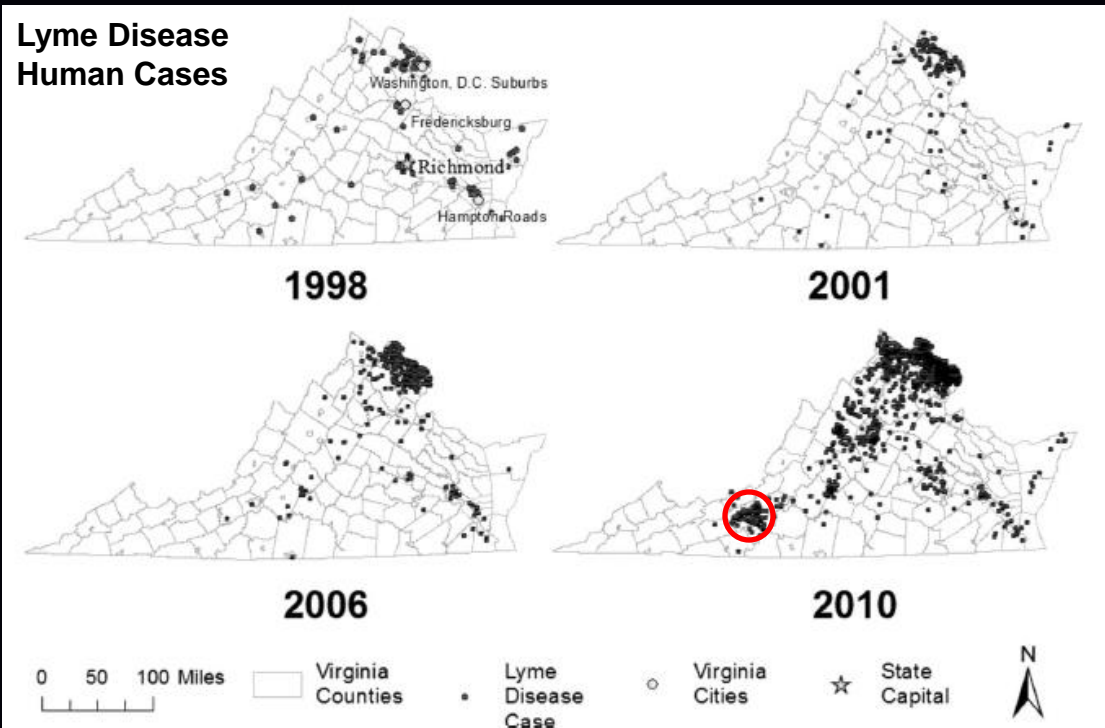 Lyme Disease
Human Cases
Washington, D.C. Suburbs
Fredericksburg
Richmond
Hampton Roads
1998
2001
2006
2010
0 50 100 Miles
Virginia
Counties
Lyme
Disease
Case
Virginia
Cities
State
Capital
N